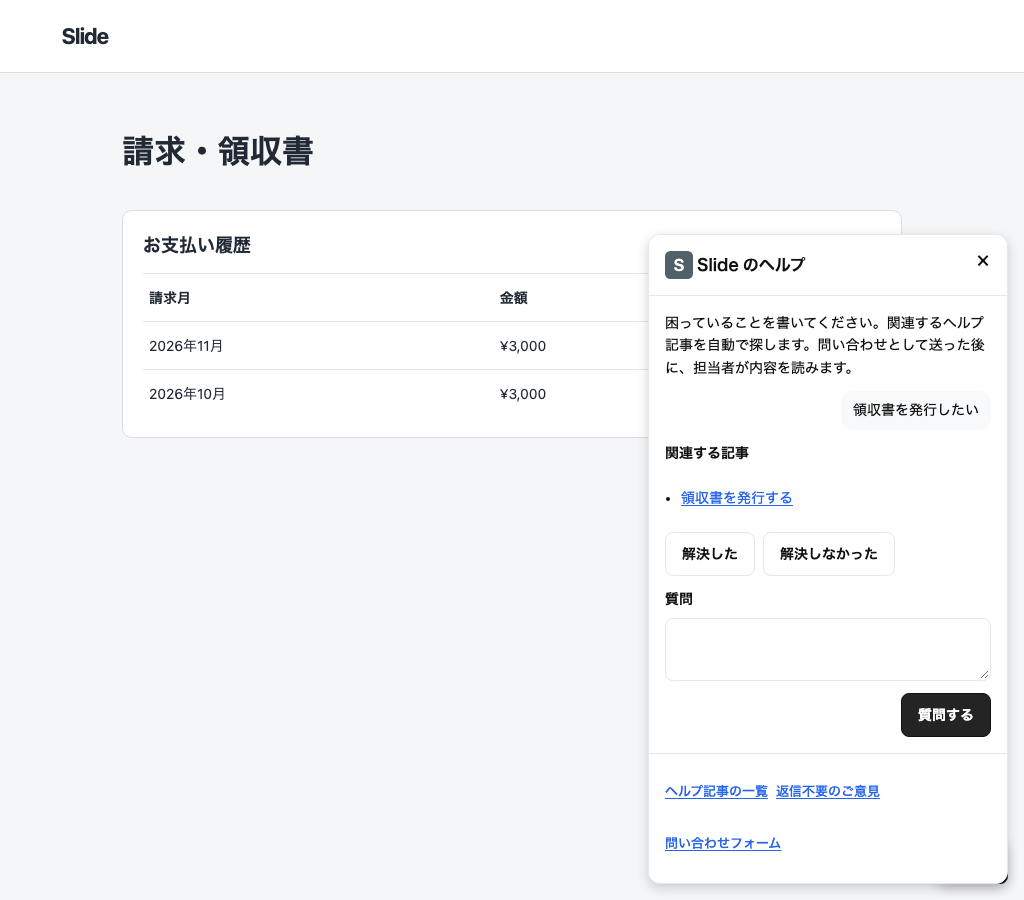 Slide
請求・領収書
お支払い履歴
請求月 金額
2026年11月 ¥3,000
2026年10月 ¥3,000
S Slide のヘルプ ×
困っていることを書いてください。関連するヘルプ
記事を自動で探します。問い合わせとして送った後
に、担当者が内容を読みます。
領収書を発行したい
関連する記事
• 領収書を発行する
解決した 解決しなかった
質問
質問する
ヘルプ記事の一覧 返信不要のご意見
問い合わせフォーム